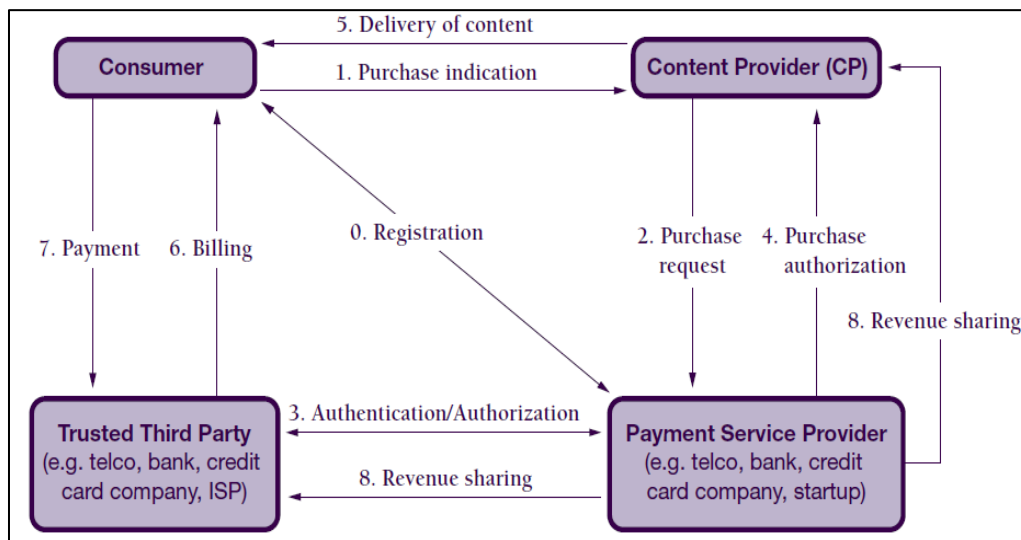 5. Delivery of content
Consumer
1. Purchase indication
Content Provider (CP)
0. Registration
7. Payment
6. Billing
2. Purchase
request
4. Purchase
authorization
8. Revenue sharing
3. Authentication/Authorization
Trusted Third Party
(e.g. telco, bank, credit
card company, ISP)
8. Revenue sharing
Payment Service Provider
(e.g. telco, bank, credit
card company, startup)